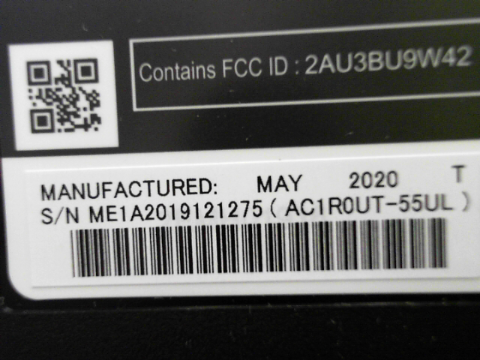 Contains FCC ID : 2AU3BU9W42
MANUFACTURED: MAY 2020 T
S/N ME1A2019121275 ( AC1R0UT-55UL )